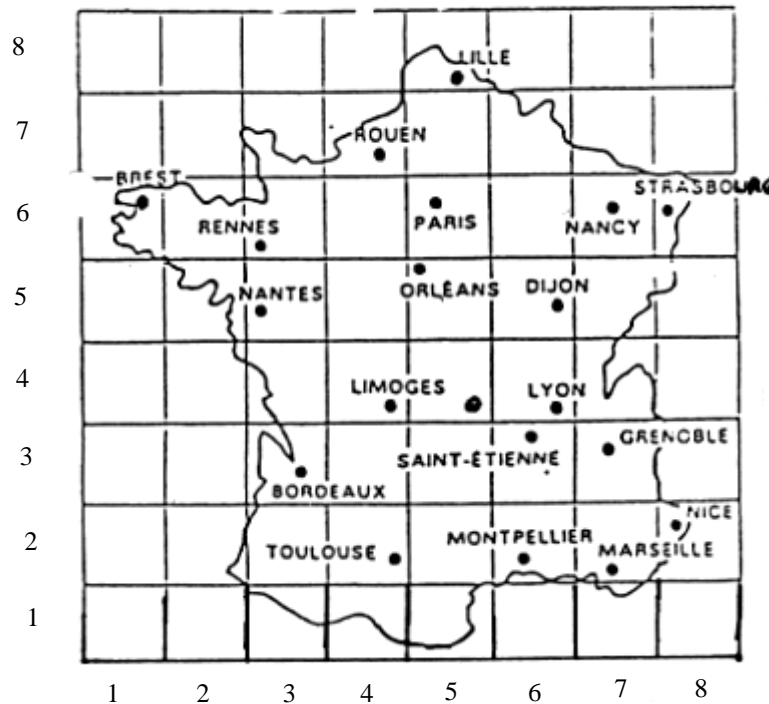 8
LILLE
7
ROUEN
BREST
STRASBOURG
6
RENNES
PARIS
NANCY
5
NANTES
ORLÉANS
DIJON
4
LIMOGES
LYON
3
GRENOBLE
SAINT-ÉTIENNE
BORDEAUX
NICE
2
TOULOUSE
MONTPELLIER
MARSEILLE
1
1 2 3 4 5 6 7 8